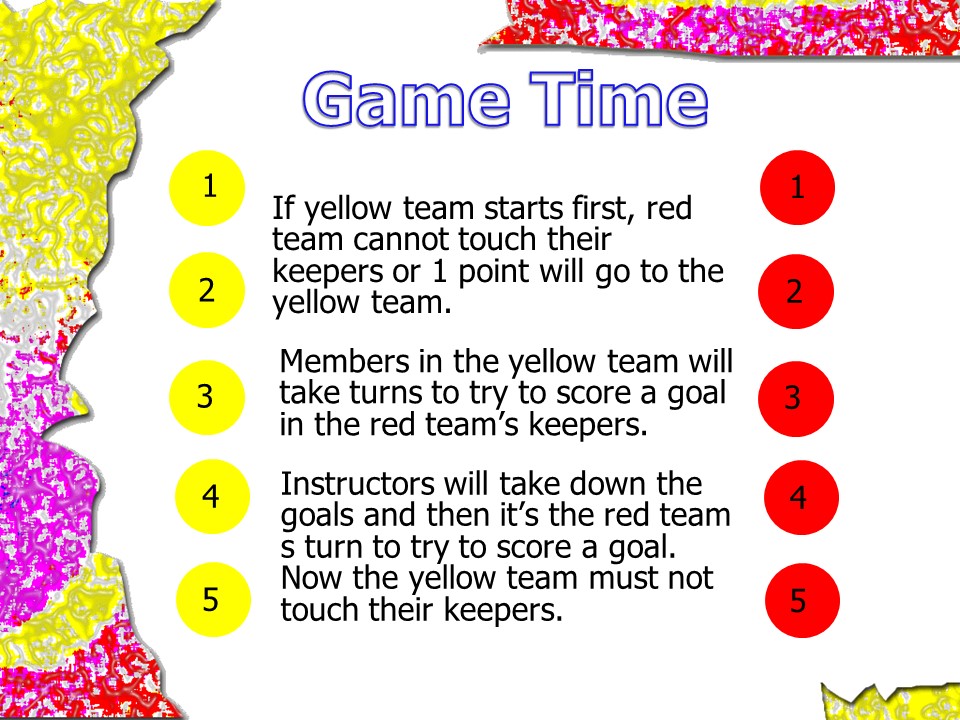 Game Time
1
2
3
4
5
If yellow team starts first, red
team cannot touch their
keepers or 1 point will go to the
yellow team.
Members in the yellow team will
take turns to try to score a goal
in the red team’s keepers.
Instructors will take down the
goals and then it’s the red team
s turn to try to score a goal.
Now the yellow team must not
touch their keepers.
1
2
3
4
5